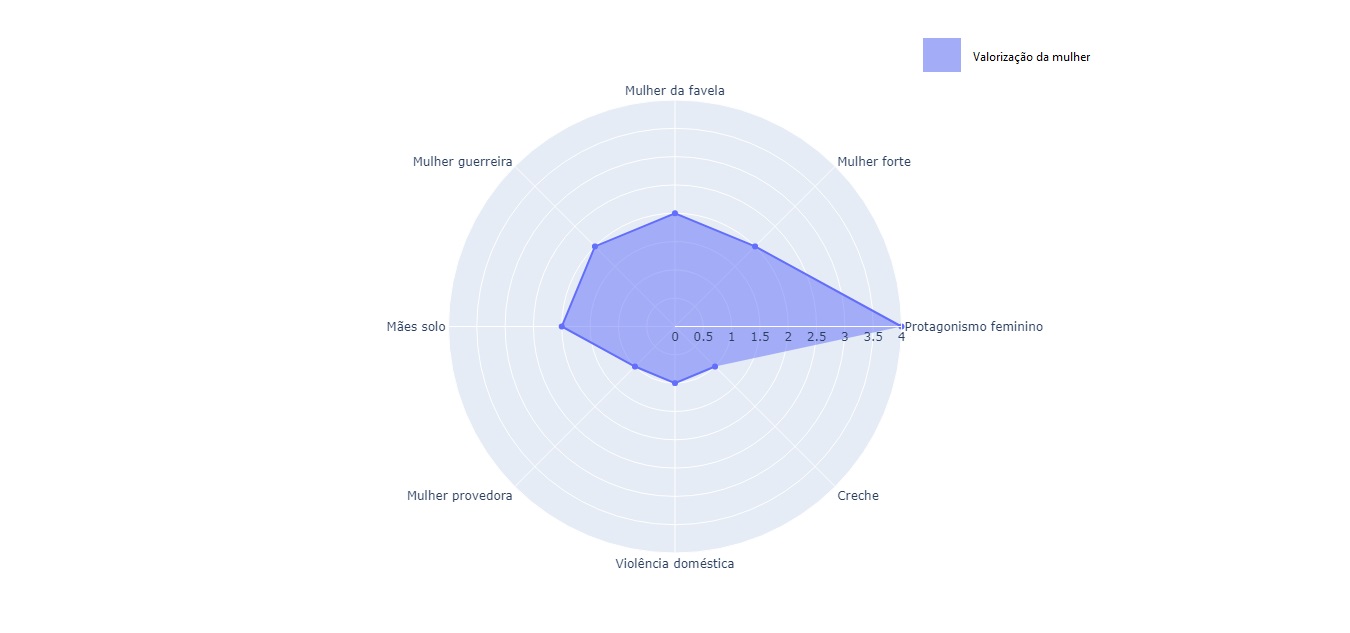 Valorização da mulher
Mulher da favela
Mulher guerreira
Mulher forte
Mães solo
Protagonismo feminino
0 0.5 1 1.5 2 2.5 3 3.5 4
Mulher provedora
Creche
Violência doméstica